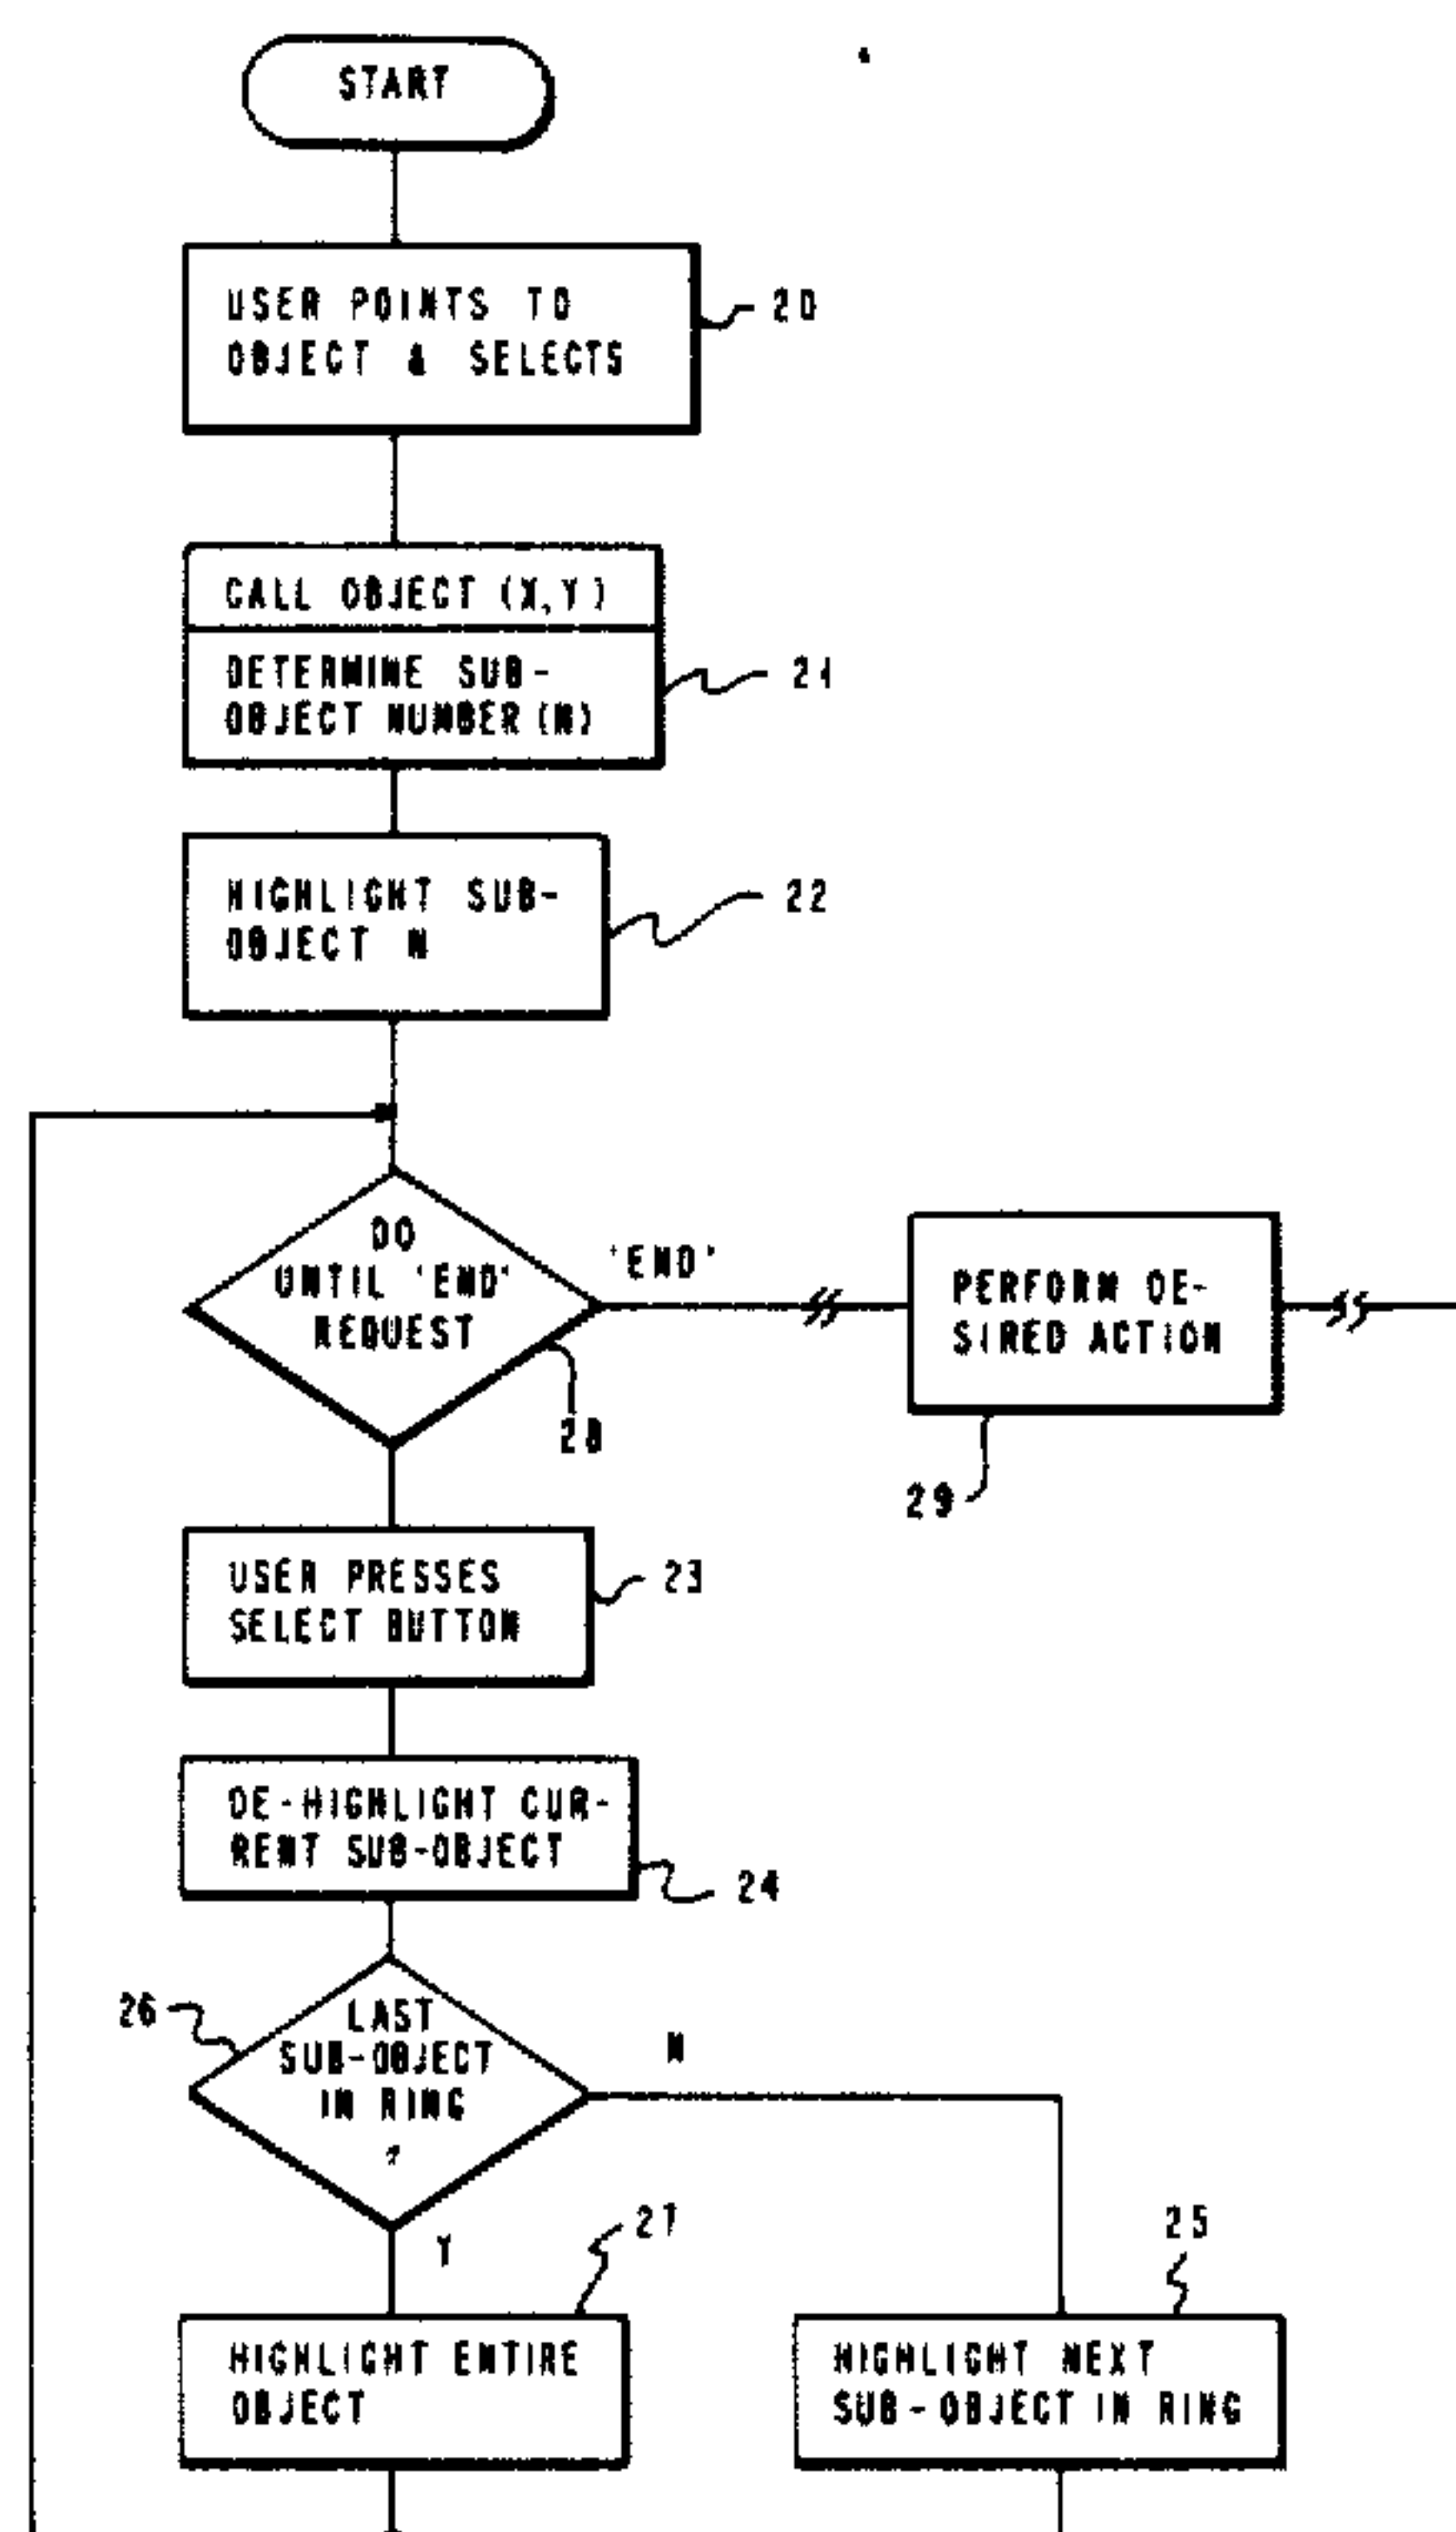 START
USER POINTS TO
OBJECT & SELECTS
20
CALL OBJECT (X,Y)
DETERMINE SUB-
OBJECT NUMBER (N)
21
HIGHLIGHT SUB-
OBJECT N
22
DO
UNTIL 'END'
REQUEST
'END'
28
PERFORM DE-
SIRED ACTION
29
USER PRESSES
SELECT BUTTON
23
DE-HIGHLIGHT CUR-
RENT SUB-OBJECT
24
26
LAST
SUB-OBJECT
IN RING
?
N
Y
27
25
HIGHLIGHT ENTIRE
OBJECT
HIGHLIGHT NEXT
SUB-OBJECT IN RING